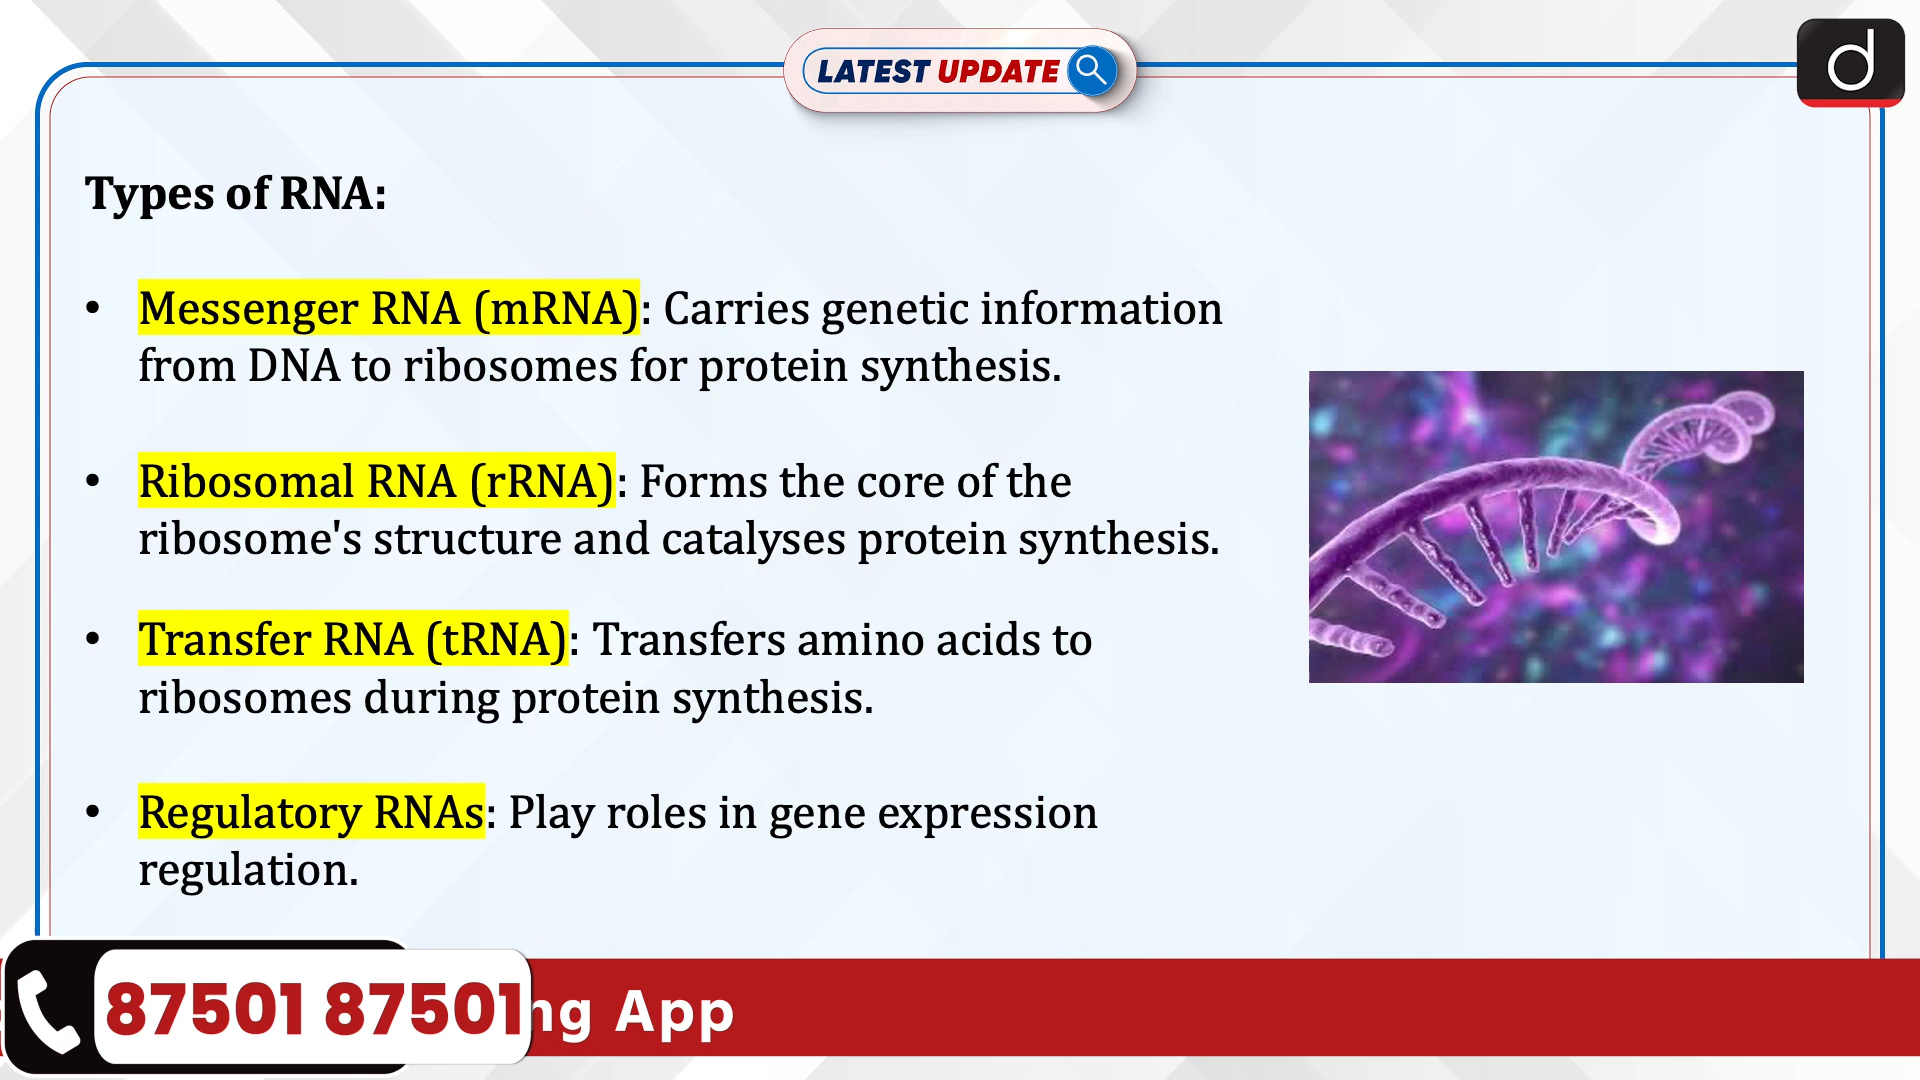 LATEST UPDATE
d
Types of RNA:
• Messenger RNA (mRNA): Carries genetic information
from DNA to ribosomes for protein synthesis.
• Ribosomal RNA (rRNA): Forms the core of the
ribosome's structure and catalyses protein synthesis.
• Transfer RNA (tRNA): Transfers amino acids to
ribosomes during protein synthesis.
• Regulatory RNAs: Play roles in gene expression
regulation.
87501 87501
ng App